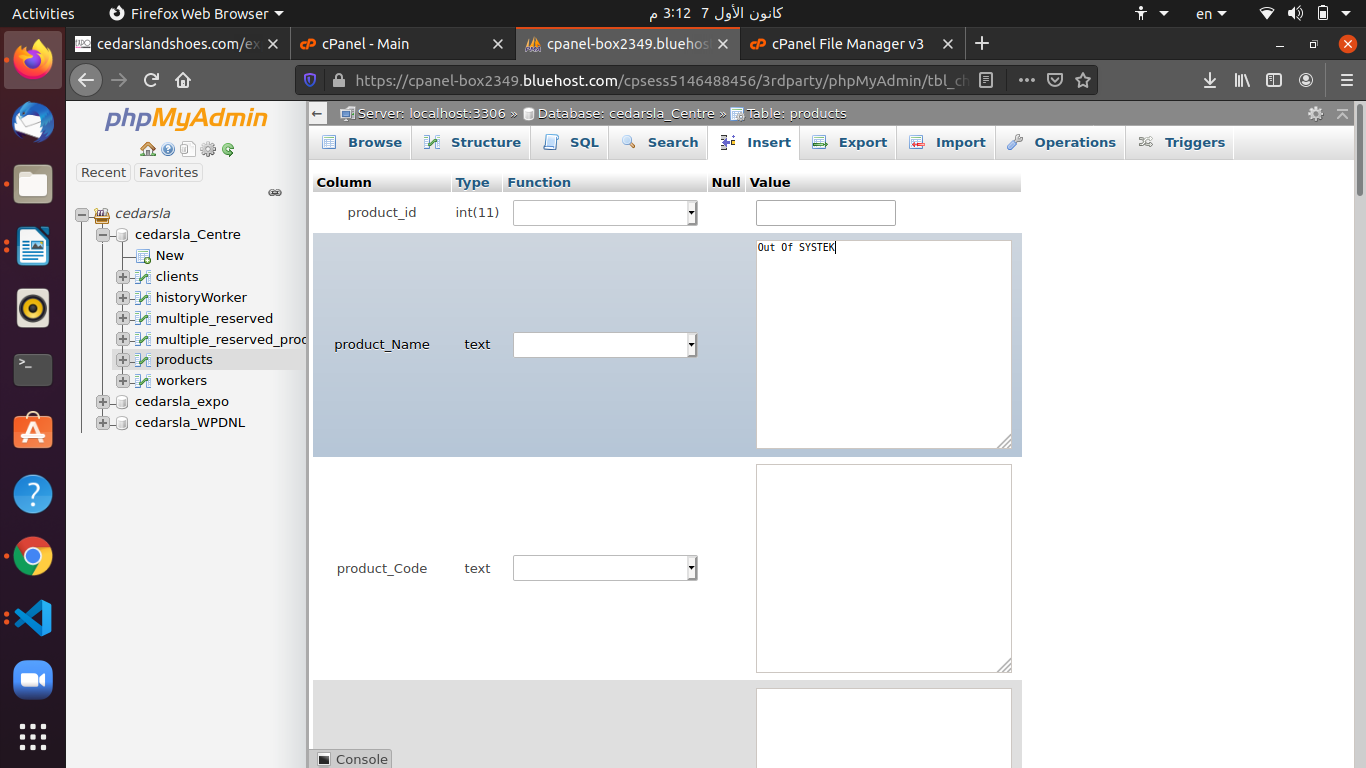 Activities
Firefox Web Browser
كانون الأول 7  3:12 م
en
cedarslandshoes.com/ex
cPanel - Main
cpanel-box2349.bluehos
cPanel File Manager v3
https://cpanel-box2349.bluehost.com/cpsess5146488456/3rdparty/phpMyAdmin/tbl_ch
phpMyAdmin
Recent
Favorites
cedarsla
cedarsla_Centre
New
clients
historyWorker
multiple_reserved
multiple_reserved_proc
products
workers
cedarsla_expo
cedarsla_WPDNL
Server: localhost:3306 » Database: cedarsla_Centre » Table: products
Browse
Structure
SQL
Search
Insert
Export
Import
Operations
Triggers
Column Type Function Null Value
product_id int(11)
product_Name text
Out Of SYSTEK
product_Code text
Console